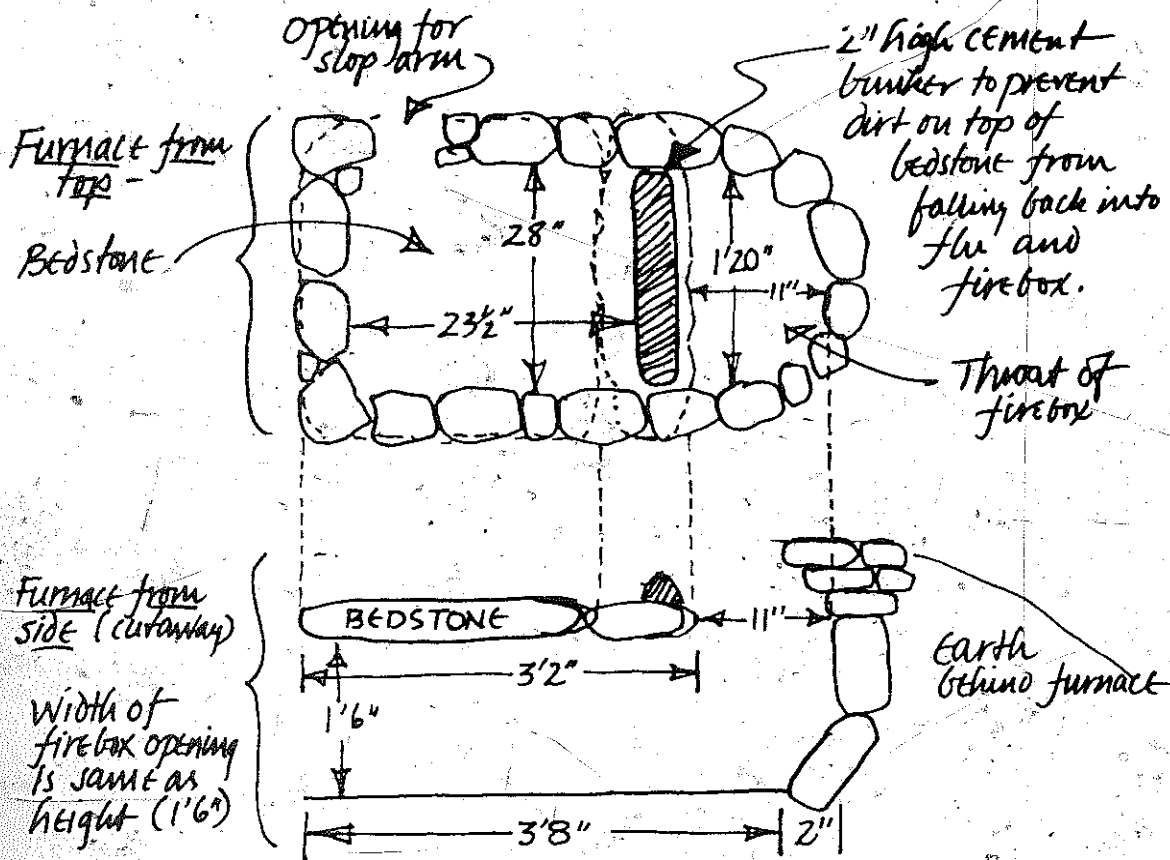 Opening for
slop arm
2" high cement
bunker to prevent
dirt on top of
bedstone from
falling back into
flu and
firebox.
Furnace from
top -
Bedstone
28"
1'20"
11"
23½"
Throat of
firebox
Furnace from
side (cutaway)
BEDSTONE
11"
3'2"
1'6"
Earth
behind furnace
Width of
firebox opening
is same as
height (1'6")
3'8"
2"